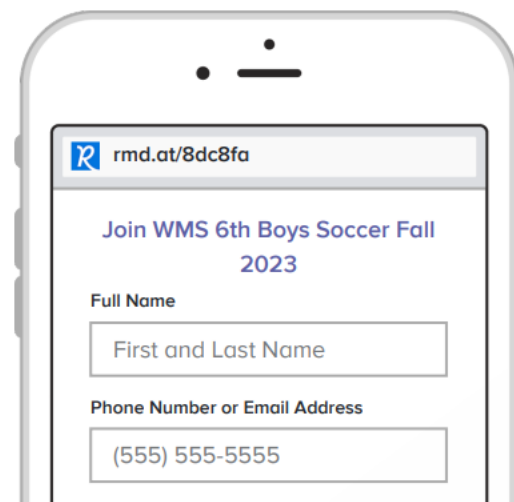 rmd.at/8dc8fa
Join WMS 6th Boys Soccer Fall
2023
Full Name
First and Last Name
Phone Number or Email Address
(555) 555-5555